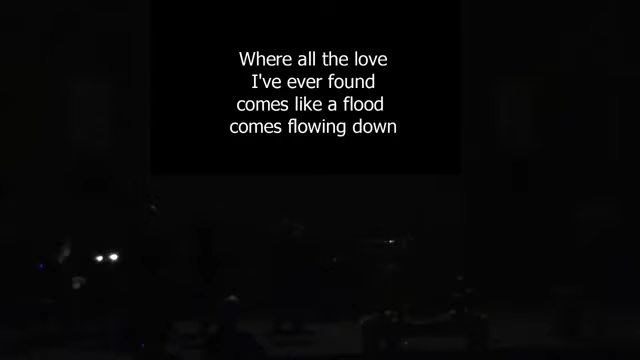 Where all the love
I've ever found
comes like a flood
comes flowing down